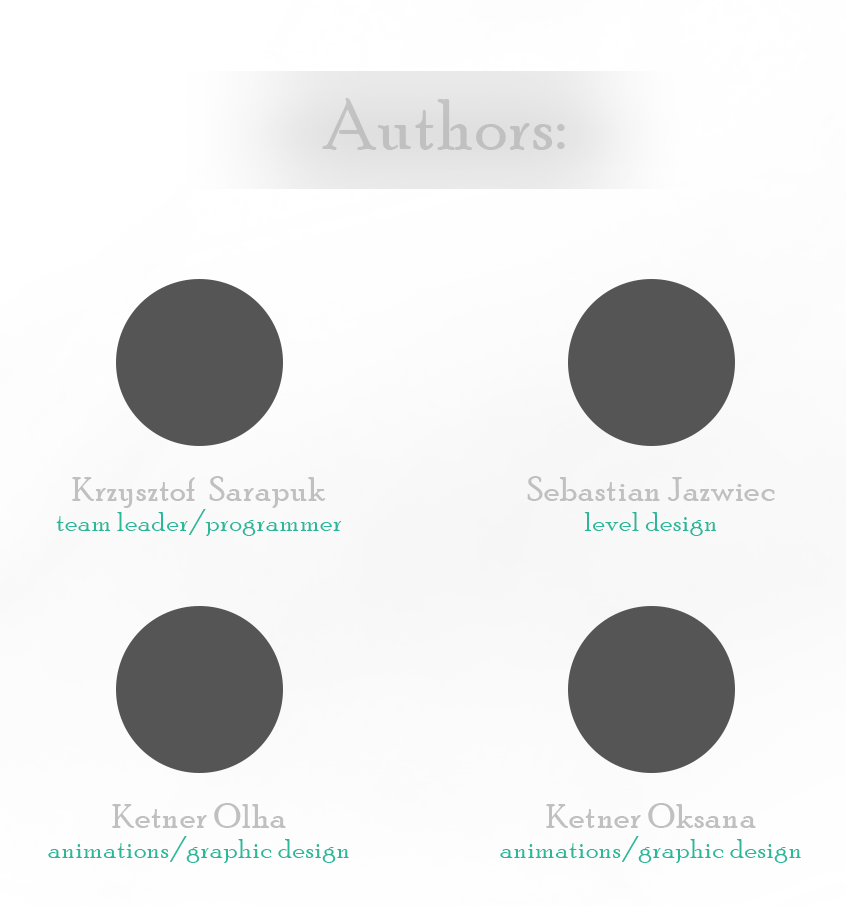 Authors:
Krzysztof Sarapuk
team leader/programmer
Sebastian Jazwiec
level design
Ketner Olha
animations/graphic design
Ketner Oksana
animations/graphic design